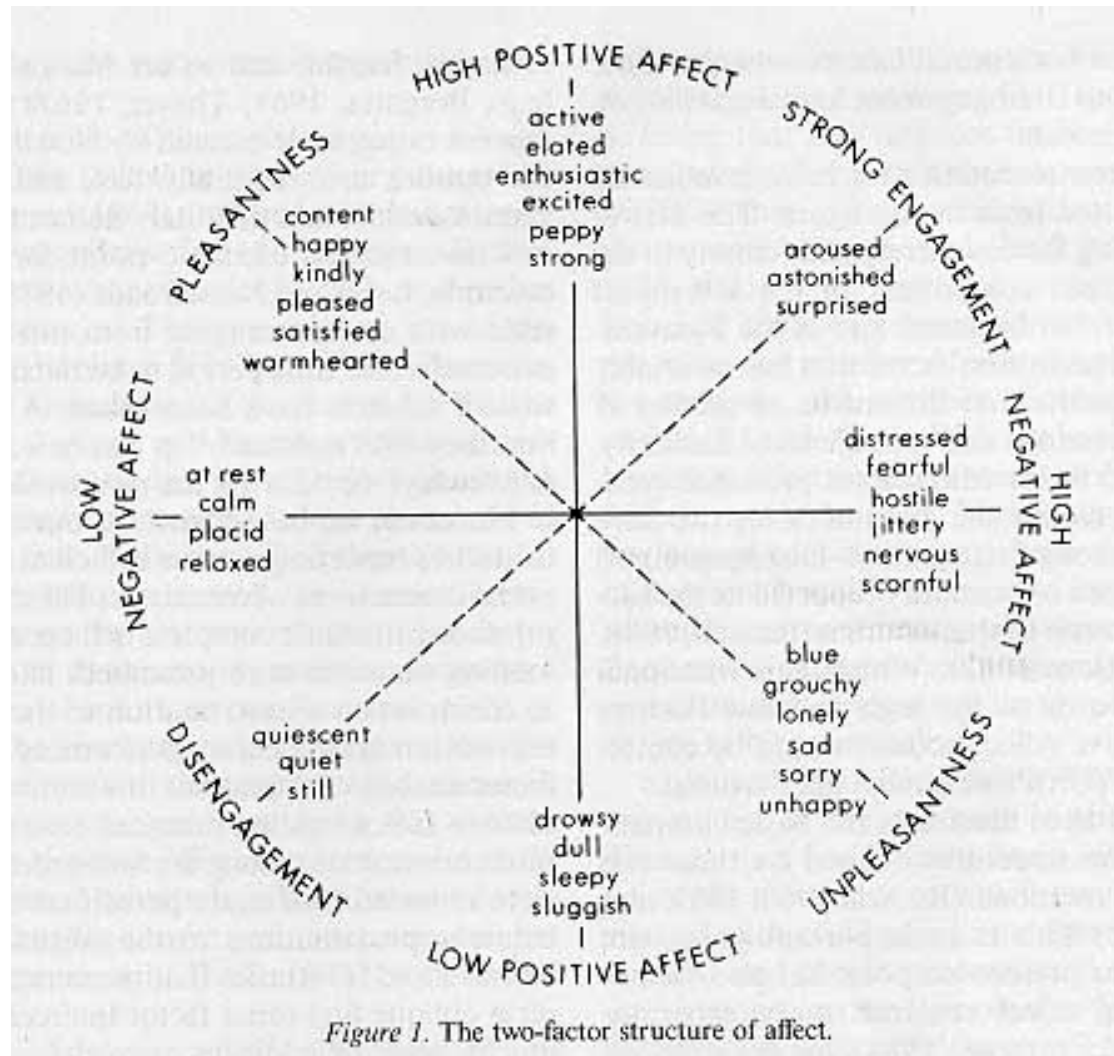 HIGH POSITIVE AFFECT
active
elated
enthusiastic
excited
peppy
strong
STRONG ENGAGEMENT
aroused
astonished
surprised
HIGH
NEGATIVE AFFECT
distressed
fearful
hostile
jittery
nervous
scornful
UNPLEASANTNESS
blue
grouchy
lonely
sad
sorry
unhappy
LOW POSITIVE AFFECT
drowsy
dull
sleepy
sluggish
DISENGAGEMENT
quiescent
quiet
still
LOW
NEGATIVE AFFECT
at rest
calm
placid
relaxed
PLEASANTNESS
content
happy
kindly
pleased
satisfied
warmhearted
Figure 1. The two-factor structure of affect.